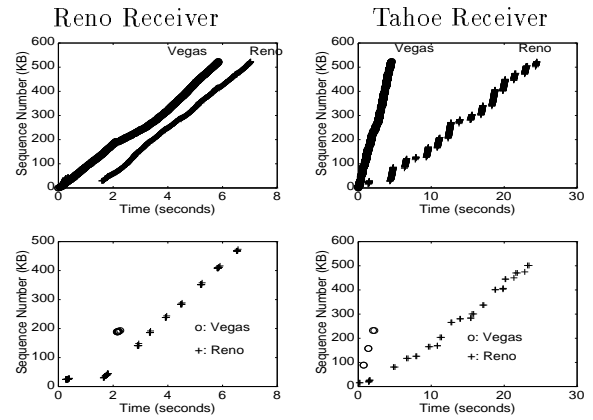 Reno Receiver
Tahoe Receiver
600
500
400
300
200
100
0
Sequence Number (KB)
Vegas
Reno
0
2
4
6
8
Time (seconds)
600
500
400
300
200
100
0
Sequence Number (KB)
Vegas
Reno
0
10
20
30
Time (seconds)
500
400
300
200
100
0
Sequence Number (KB)
o: Vegas
+: Reno
0
2
4
6
8
Time (seconds)
600
500
400
300
200
100
0
Sequence Number (KB)
o: Vegas
+: Reno
0
10
20
30
Time (seconds)